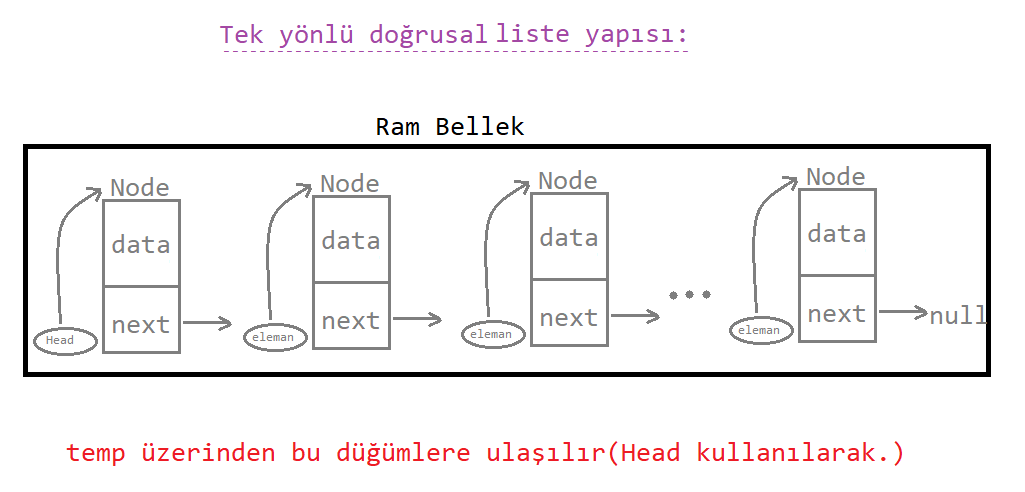 Tek yönlü doğrusal liste yapısı:
Ram Bellek
Node Node Node Node
data data data data
next next next next null
Head eleman eleman eleman
temp üzerinden bu düğümlere ulaşılır(Head kullanılarak.)